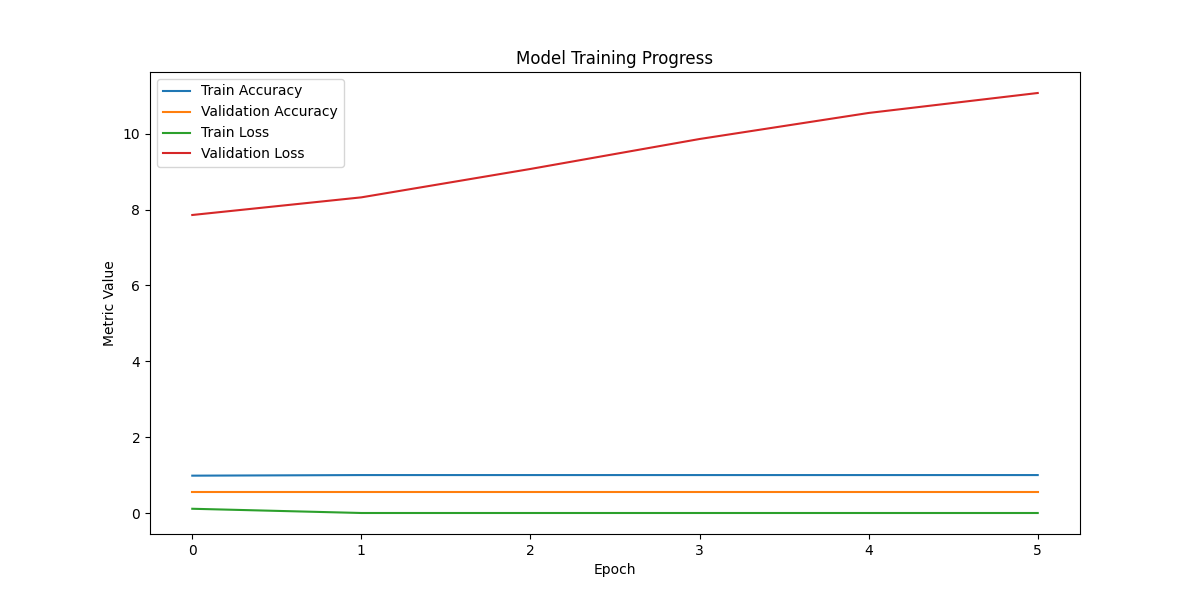 Model Training Progress
Train Accuracy
Validation Accuracy
Train Loss
Validation Loss
Metric Value
10
8
6
4
2
0
0 1 2 3 4 5
Epoch